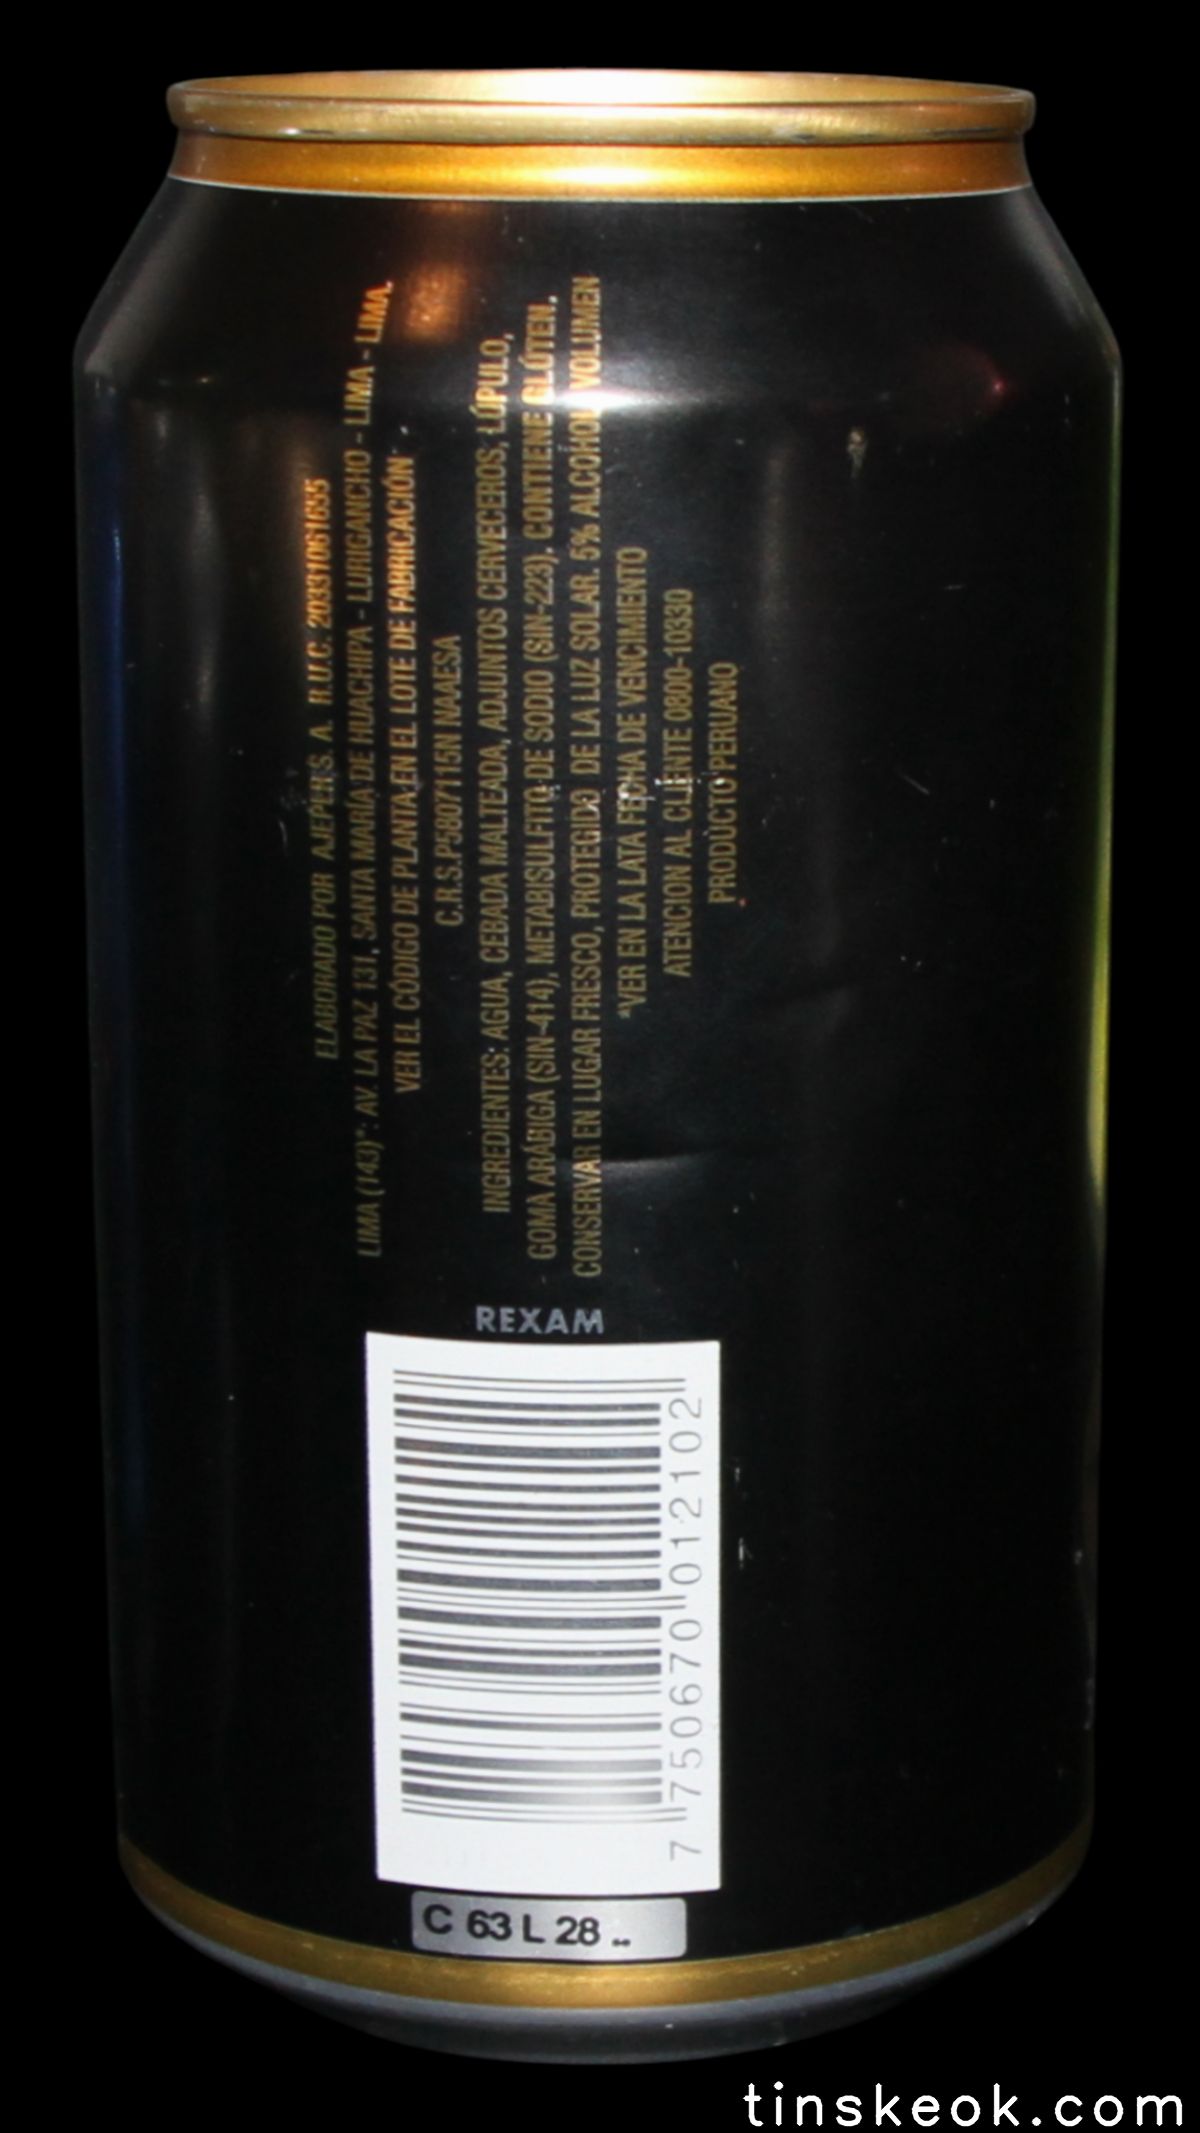 ELABORADO POR AJEPER S. A. R.U.C. 20331061655
LIMA (143)*: AV. LA PAZ 131, SANTA MARÍA DE HUACHIPA - LURIGANCHO - LIMA - LIMA.
VER EL CÓDIGO DE PLANTA EN EL LOTE DE FABRICACIÓN
C.R.S.P5807115N NAAESA
INGREDIENTES: AGUA, CEBADA MALTEADA, ADJUNTOS CERVECEROS, LÚPULO,
GOMA ARÁBIGA (SIN-414), METABISULFITO DE SODIO (SIN-223). CONTIENE GLÚTEN.
CONSERVAR EN LUGAR FRESCO, PROTEGIDO DE LA LUZ SOLAR. 5% ALCOHOL VOLUMEN
*VER EN LA LATA FECHA DE VENCIMIENTO
ATENCION AL CLIENTE 0800-10330
PRODUCTO PERUANO
REXAM
7 750670 012102
C 63 L 28 ..
tinskeok.com